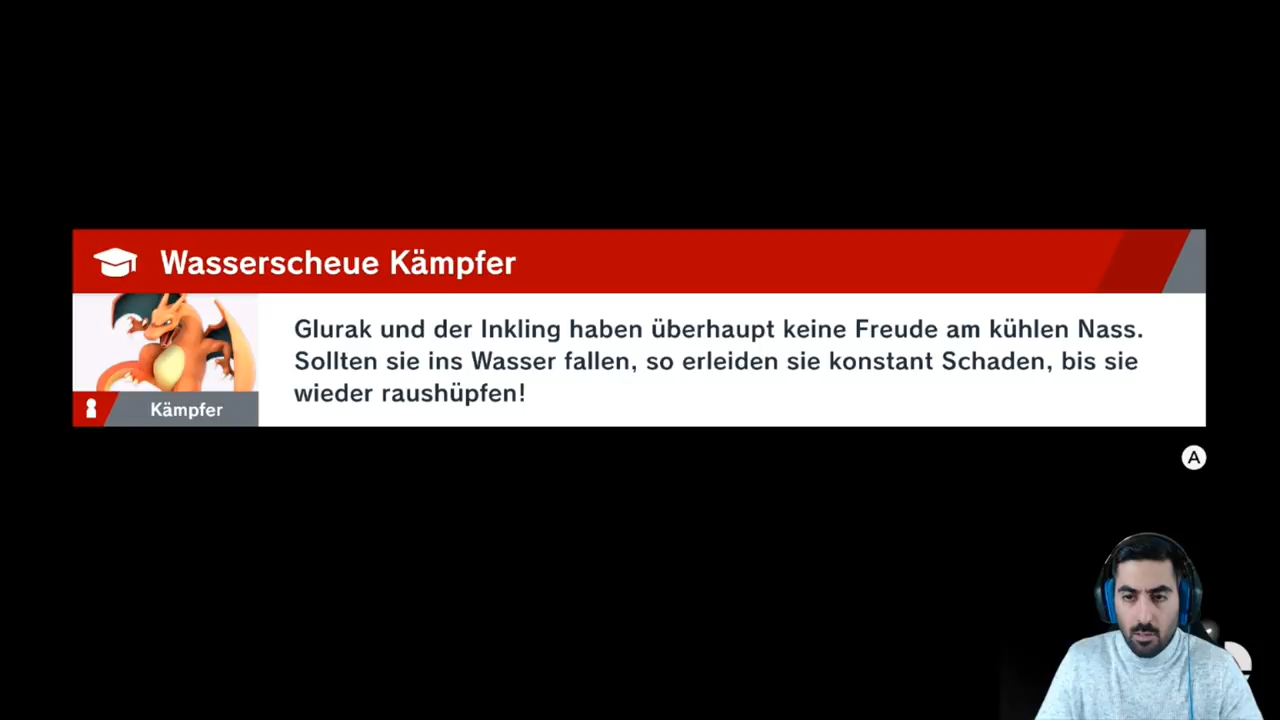 Wasserscheue Kämpfer
Glurak und der Inkling haben überhaupt keine Freude am kühlen Nass.
Sollten sie ins Wasser fallen, so erleiden sie konstant Schaden, bis sie
wieder raushüpfen!
Kämpfer
A